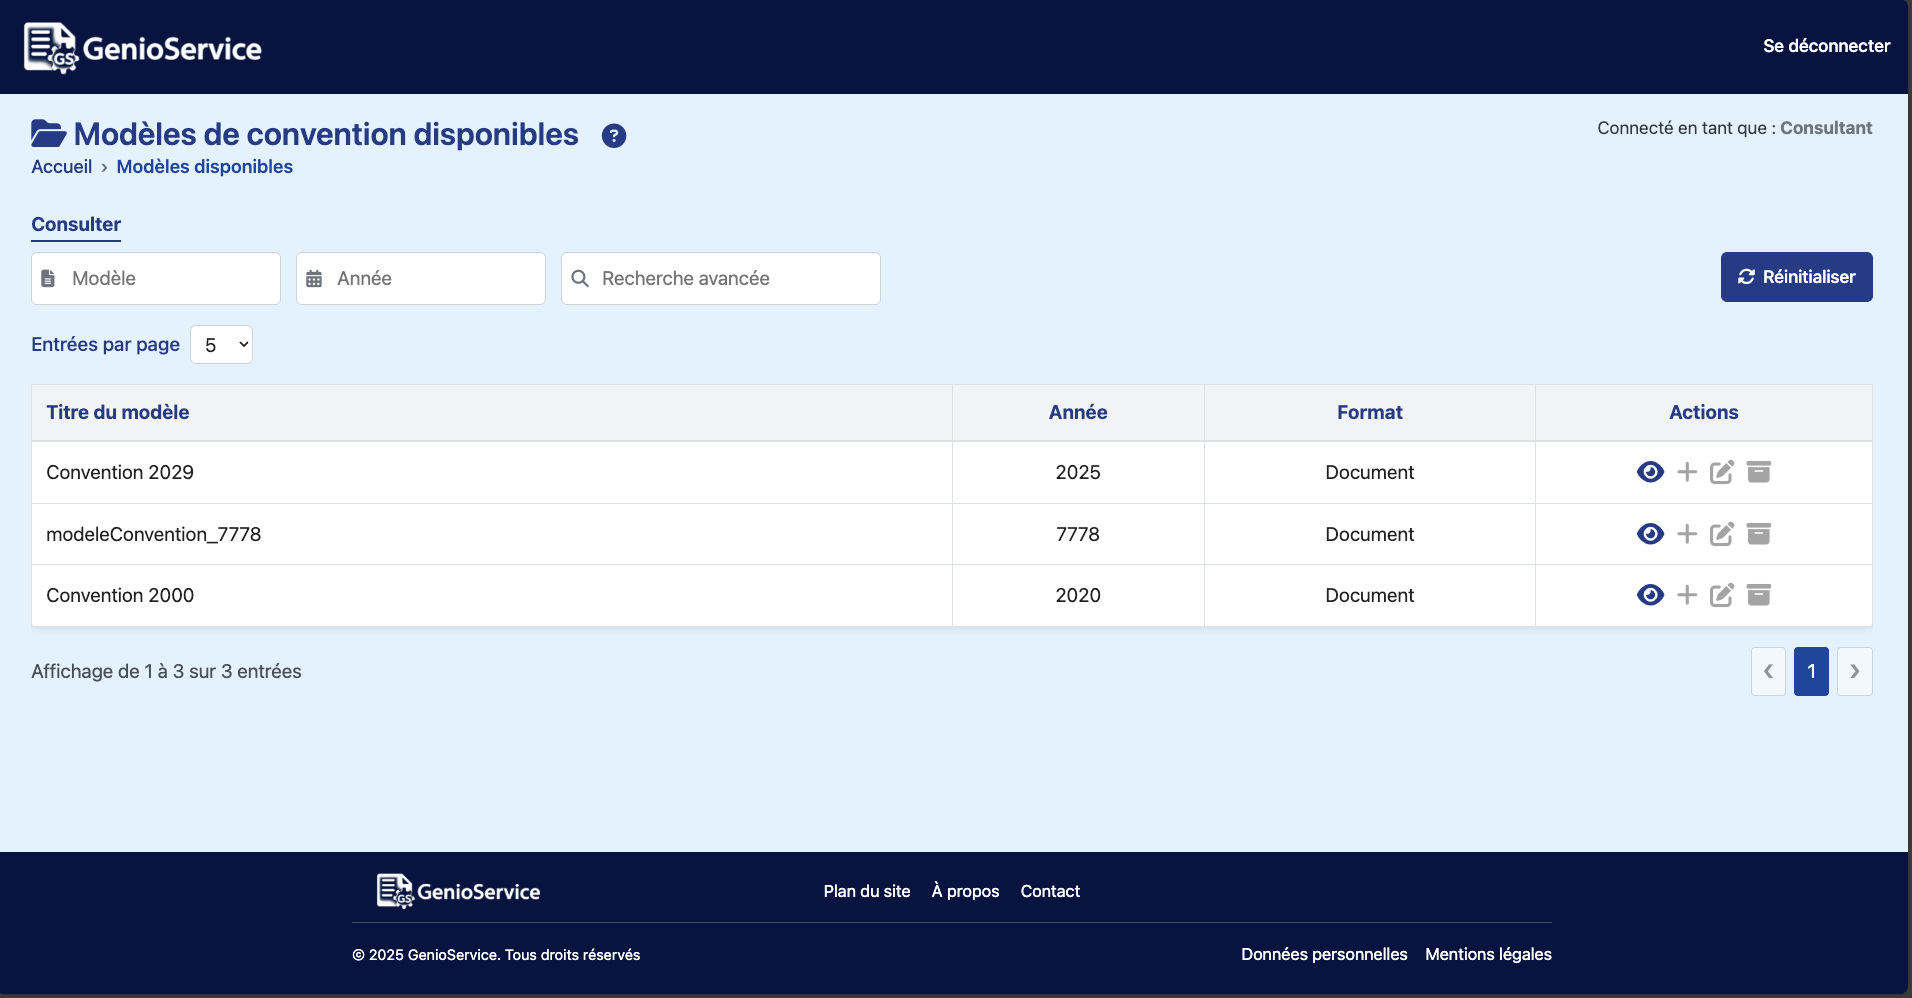 GS GenioService
Se déconnecter
Modèles de convention disponibles ?
Connecté en tant que : Consultant
Accueil › Modèles disponibles
Consulter
Modèle
Année
Recherche avancée
Réinitialiser
Entrées par page 5
Titre du modèle Année Format Actions
Convention 2029 2025 Document
modeleConvention_7778 7778 Document
Convention 2000 2020 Document
Affichage de 1 à 3 sur 3 entrées
‹ 1 ›
GS GenioService
Plan du site À propos Contact
© 2025 GenioService. Tous droits réservés
Données personnelles Mentions légales